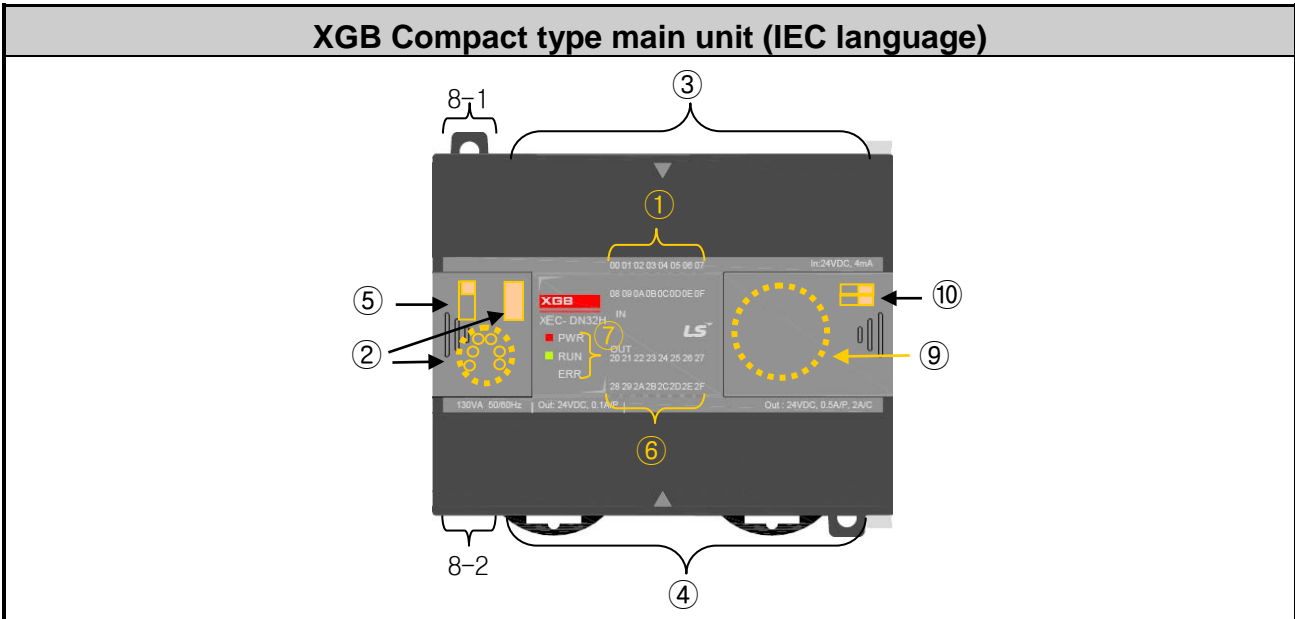 XGB Compact type main unit (IEC language)
8-1
③
①
00 01 02 03 04 05 06 07
In:24VDC, 4mA
08 09 0A 0B 0C 0D 0E 0F
⑤
⑩
XGB
IN
XEC- DN32H
LS
⑦
PWR
②
OUT
RUN
20 21 22 23 24 25 26 27
⑨
ERR
28 29 2A 2B 2C 2D 2E 2F
130VA 50/60Hz
Out: 24VDC, 0.1A/P
Out : 24VDC, 0.5A/P, 2A/C
⑥
8-2
④